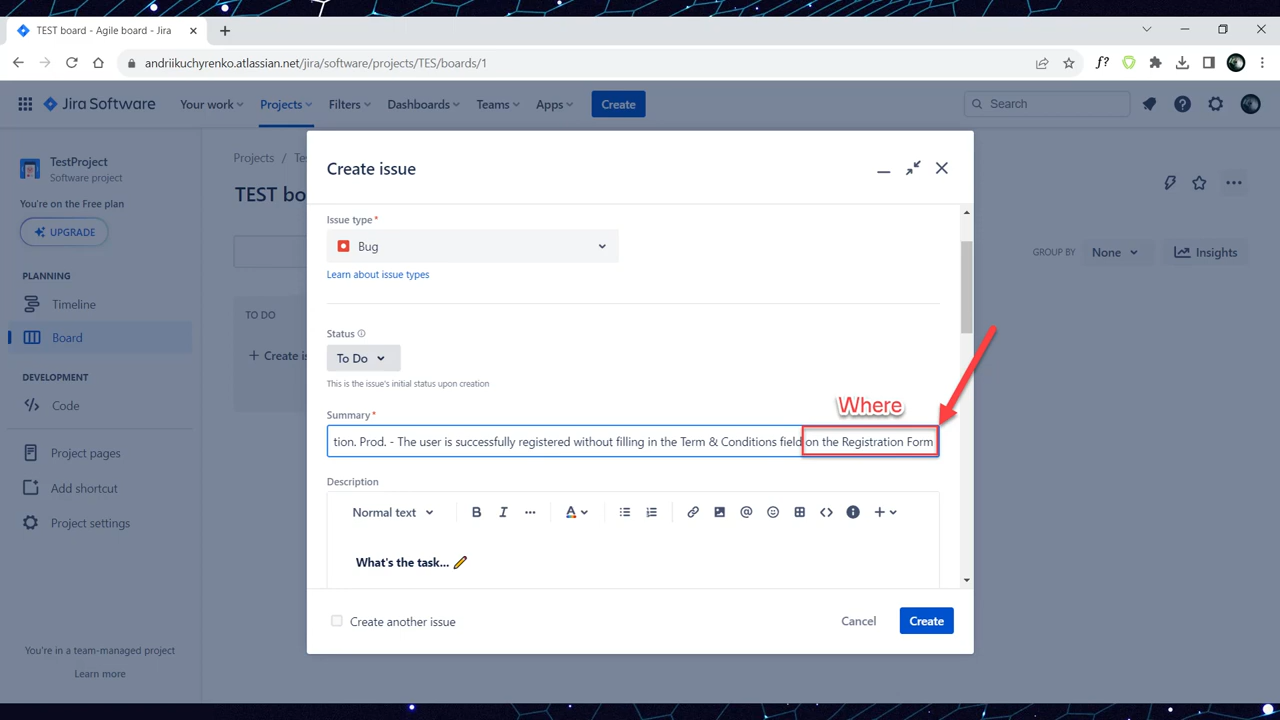 TEST board - Agile board - Jira
andriikuchyrenko.atlassian.net/jira/software/projects/TES/boards/1
f?
Jira Software
Your work
Projects
Filters
Dashboards
Teams
Apps
Create
Search
TestProject
Software project
You're on the Free plan
UPGRADE
PLANNING
Timeline
Board
DEVELOPMENT
Code
Project pages
Add shortcut
Project settings
You're in a team-managed project
Learn more
Projects / Te
TEST bo
TO DO
+ Create is
GROUP BY
None
Insights
Create issue
Issue type *
Bug
Learn about issue types
Status
To Do
This is the issue's initial status upon creation
Where
Summary *
tion. Prod. - The user is successfully registered without filling in the Term & Conditions field on the Registration Form
Description
Normal text
B
I
A
What's the task...
Create another issue
Cancel
Create